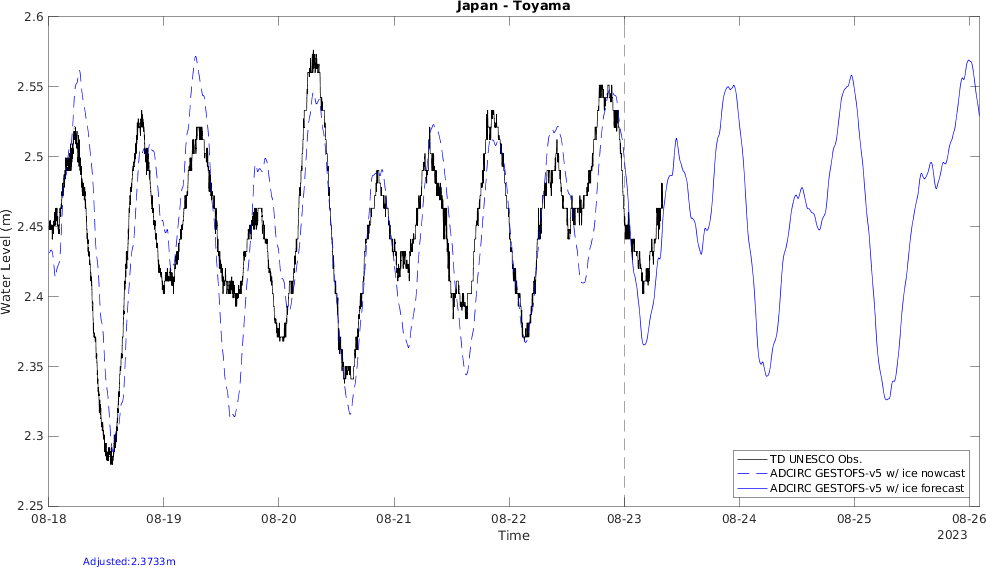 Japan - Toyama
2.6
2.55
2.5
2.45
2.4
2.35
2.3
2.25
Water Level (m)
08-18 08-19 08-20 08-21 08-22 08-23 08-24 08-25 08-26
Time
2023
TD UNESCO Obs.
ADCIRC GESTOFS-v5 w/ ice nowcast
ADCIRC GESTOFS-v5 w/ ice forecast
Adjusted:2.3733m